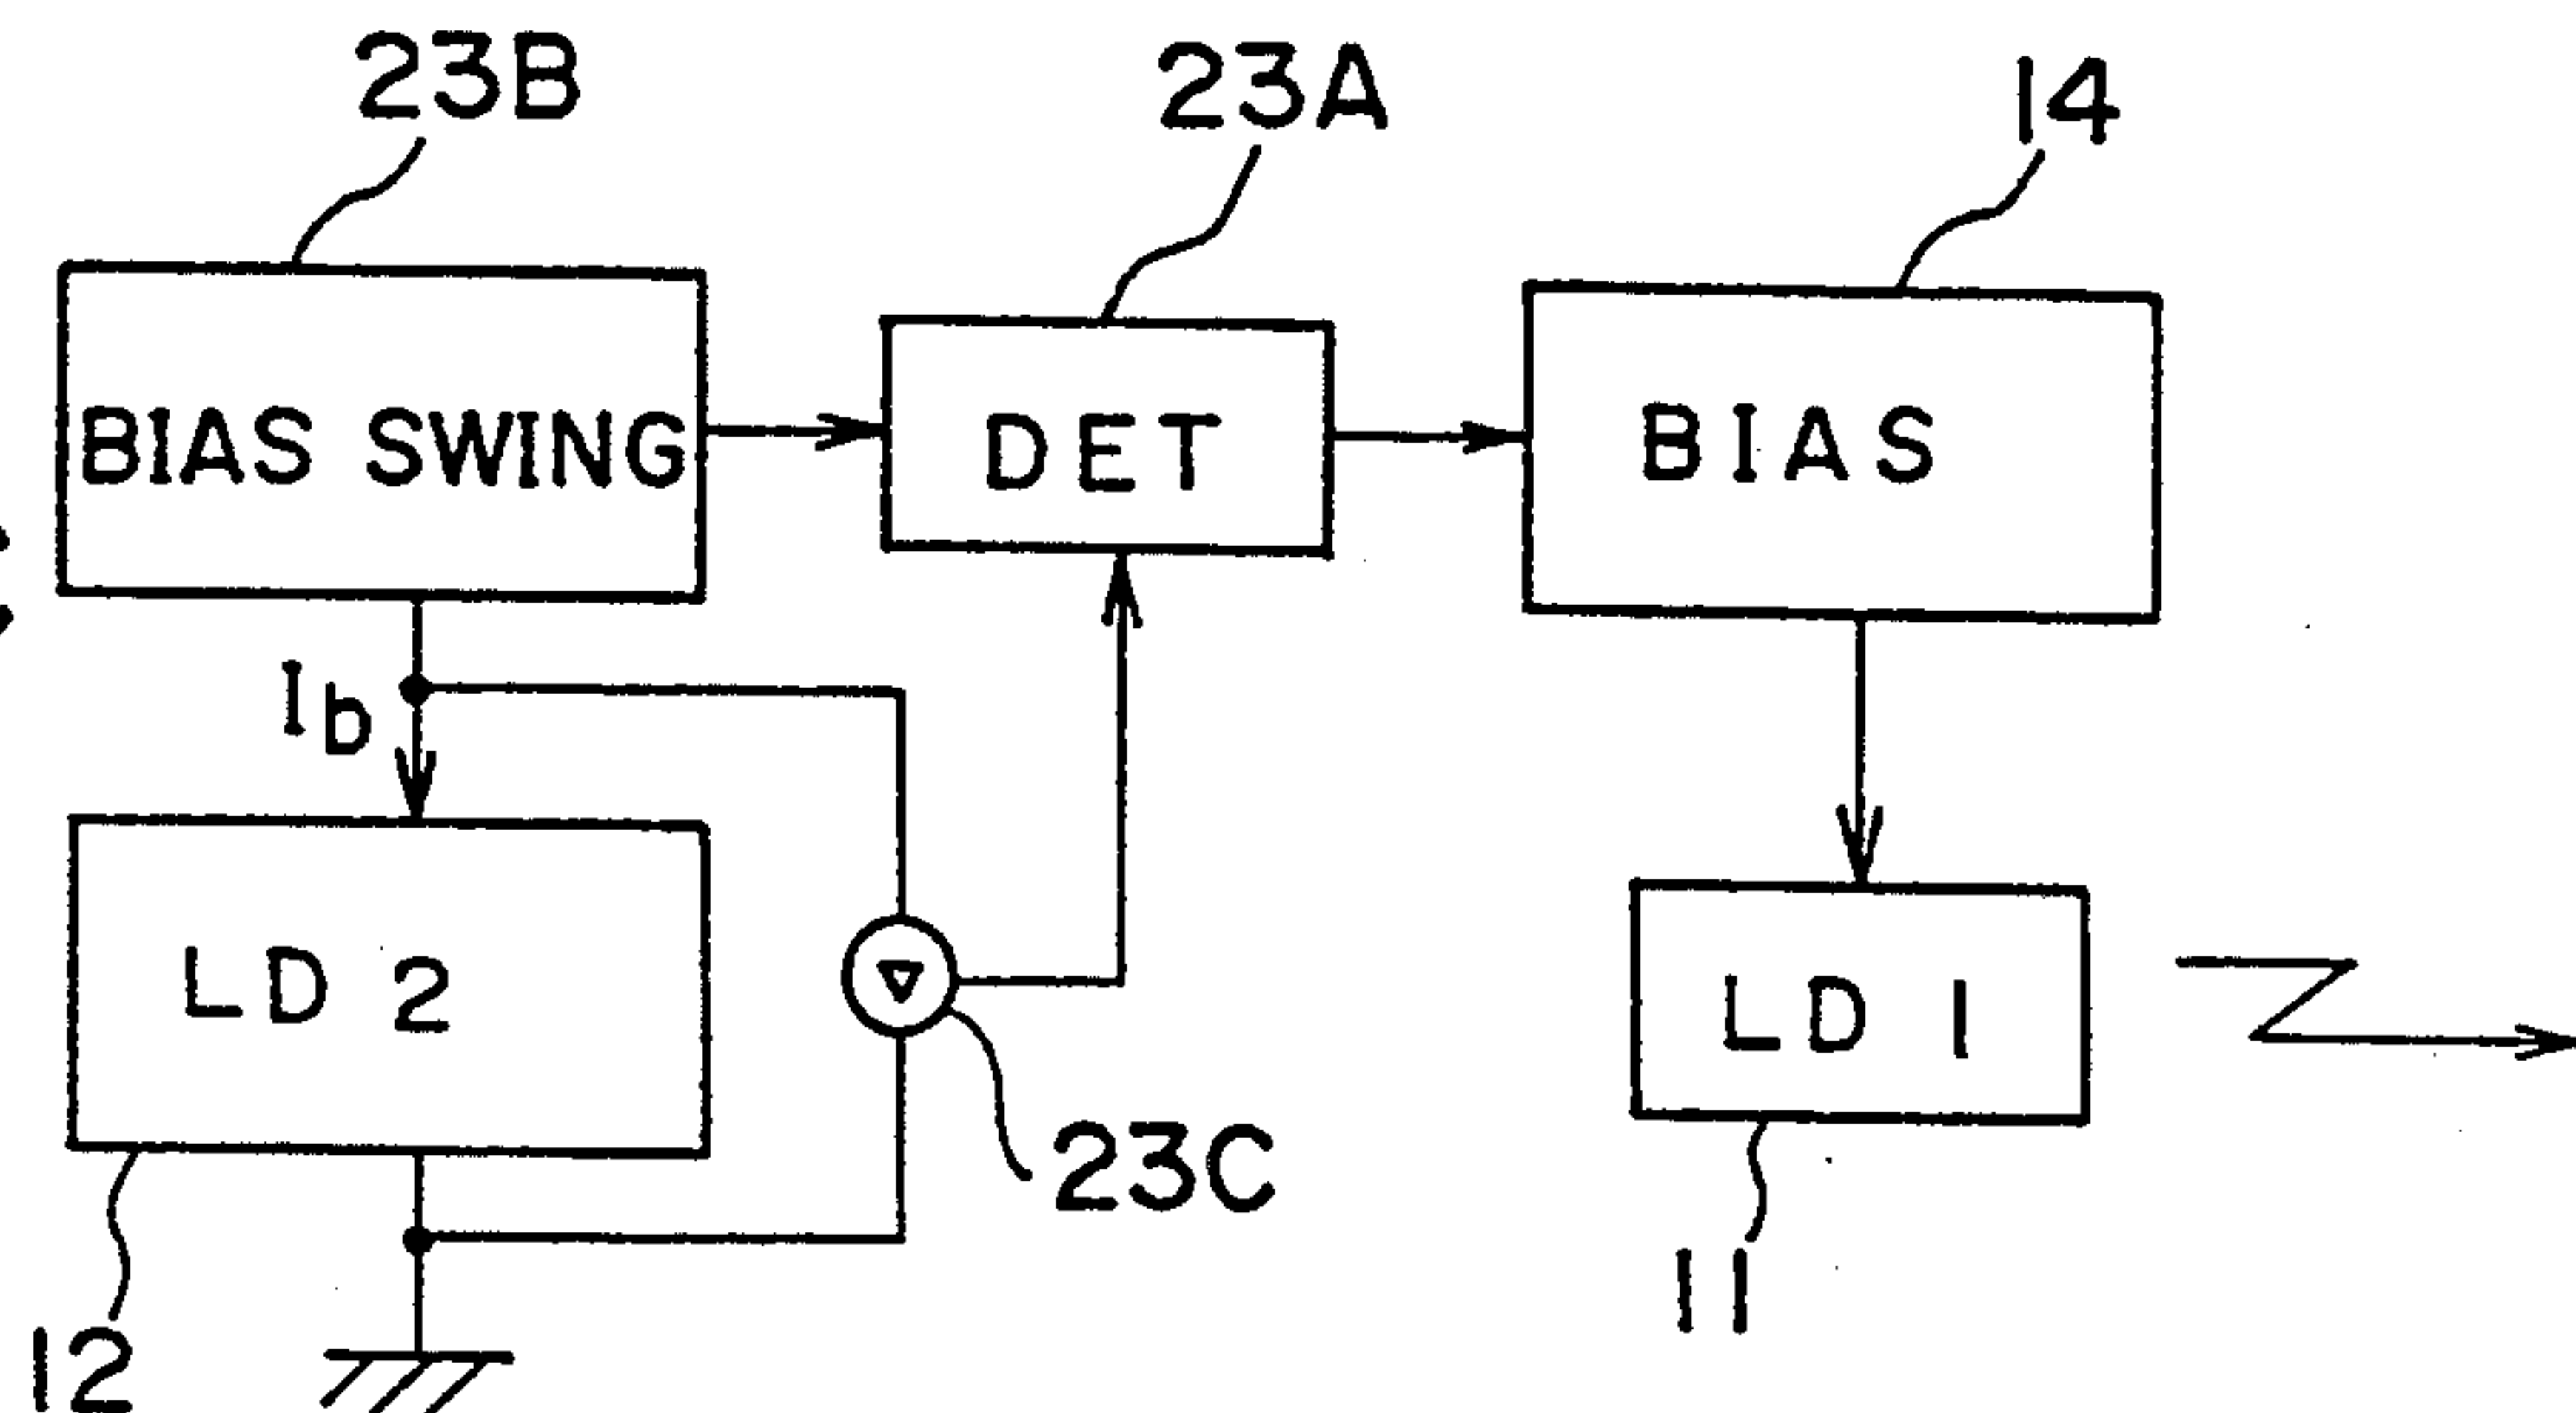 23B
23A
14
BIAS SWING
DET
BIAS
Ib
LD 2
LD 1
23C
11
12